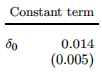 Constant term
δ0 0.014
(0.005)